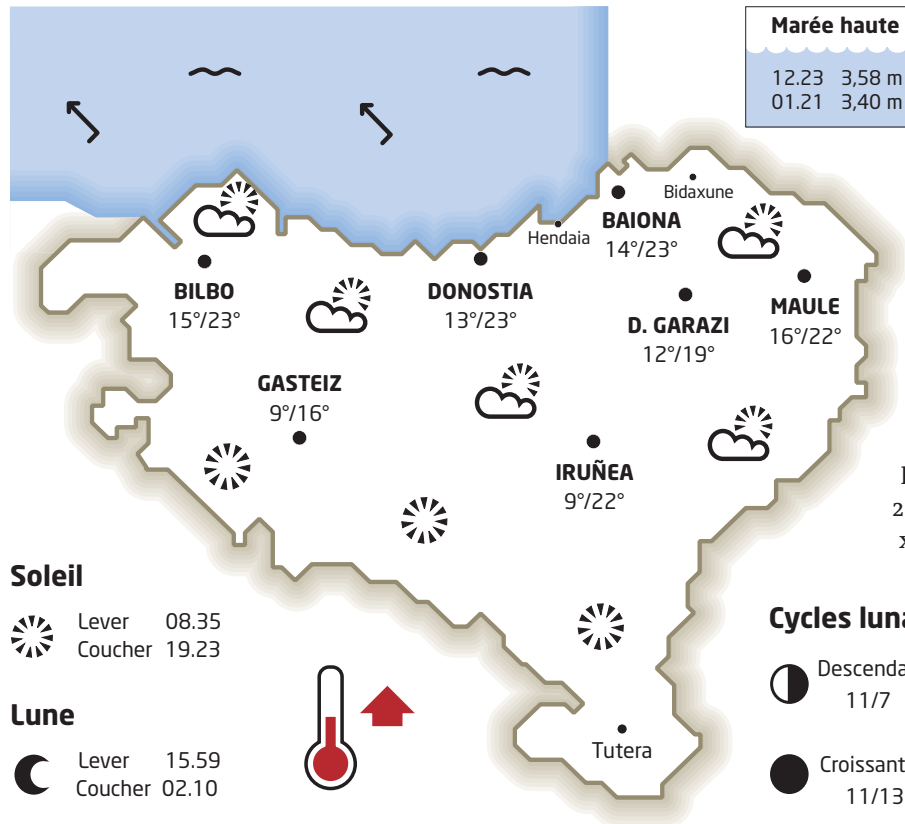 Marée haute
12.23 3,58 m
01.21 3,40 m
Bidaxune
BAIONA
14°/23°
Hendaia
BILBO
15°/23°
DONOSTIA
13°/23°
MAULE
16°/22°
D. GARAZI
12°/19°
GASTEIZ
9°/16°
IRUÑEA
9°/22°
2
Soleil
Lever 08.35
Coucher 19.23
Lune
Lever 15.59
Coucher 02.10
Tutera
Cycles luna
Descenda
11/7
Croissant
11/13